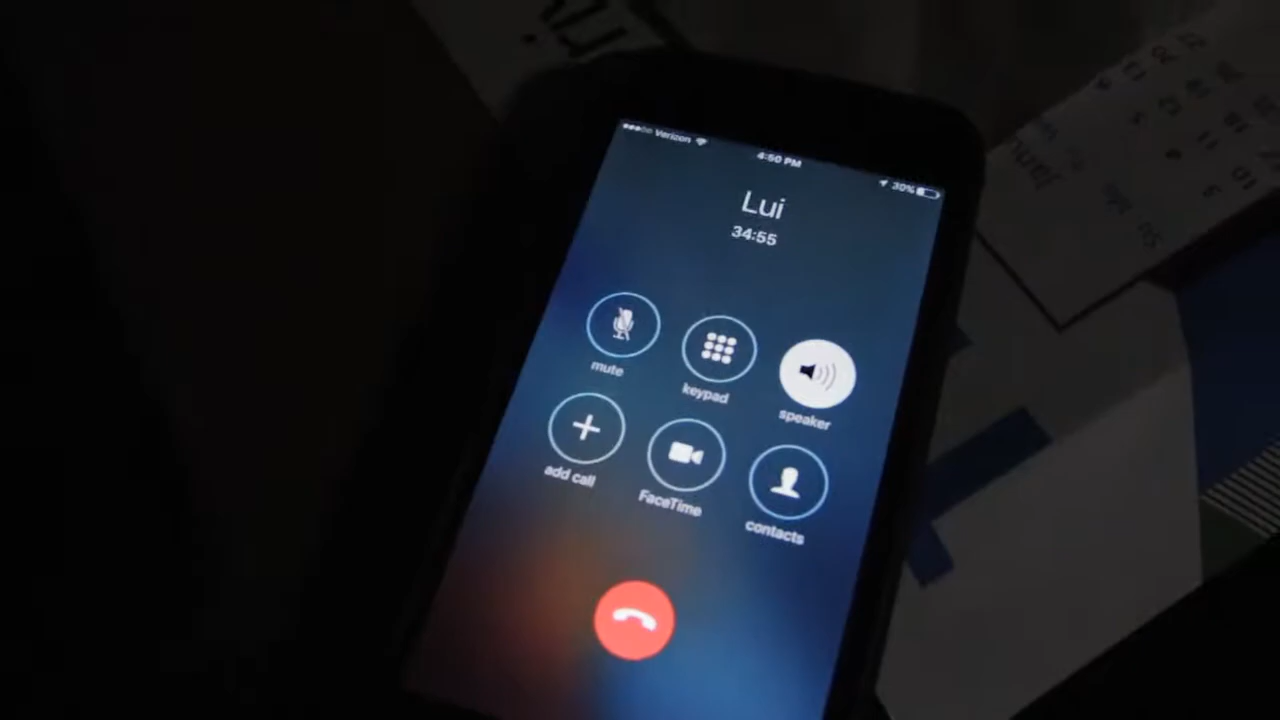 Verizon
4:50 PM
30%
Lui
34:55
mute
keypad
speaker
add call
FaceTime
contacts